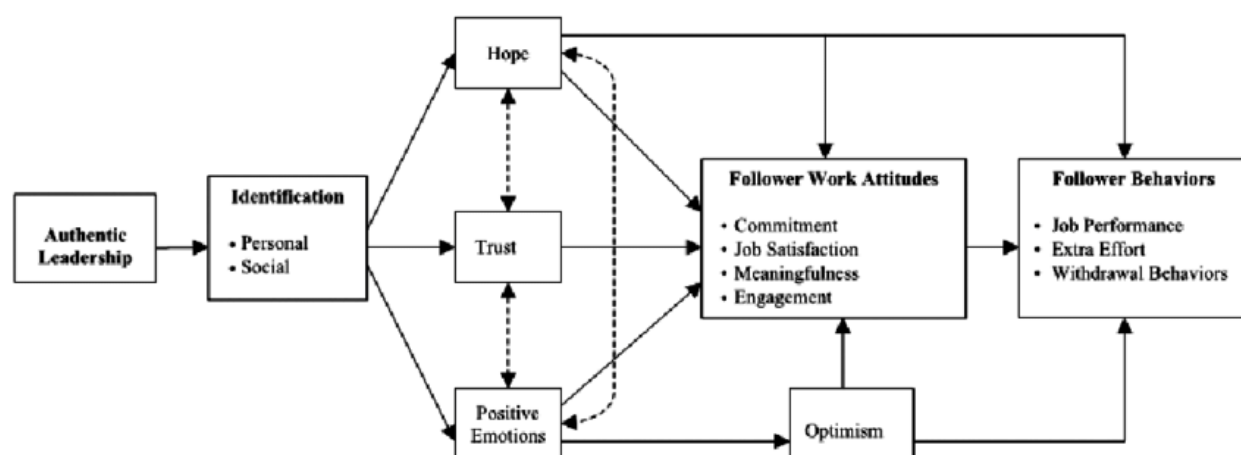 Hope
Follower Work Attitudes
• Commitment
• Job Satisfaction
• Meaningfulness
• Engagement
Follower Behaviors
• Job Performance
• Extra Effort
• Withdrawal Behaviors
Identification
• Personal
• Social
Authentic
Leadership
Trust
Positive
Emotions
Optimism